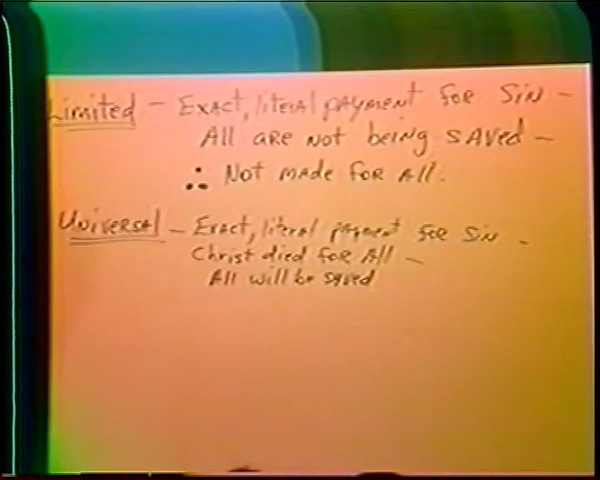 Limited - Exact, literal payment for Sin -
All are not being saved -
∴ Not made for All.
Universal - Exact, literal payment for Sin -
Christ died for All -
All will be saved